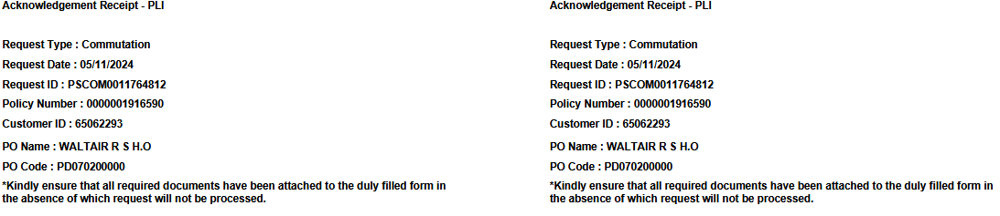 Acknowledgement Receipt - PLI
Request Type : Commutation
Request Date : 05/11/2024
Request ID : PSCOM0011764812
Policy Number : 0000001916590
Customer ID : 65062293
PO Name : WALTAIR R S H.O
PO Code : PD070200000
*Kindly ensure that all required documents have been attached to the duly filled form in
the absence of which request will not be processed.
Acknowledgement Receipt - PLI
Request Type : Commutation
Request Date : 05/11/2024
Request ID : PSCOM0011764812
Policy Number : 0000001916590
Customer ID : 65062293
PO Name : WALTAIR R S H.O
PO Code : PD070200000
*Kindly ensure that all required documents have been attached to the duly filled form in
the absence of which request will not be processed.